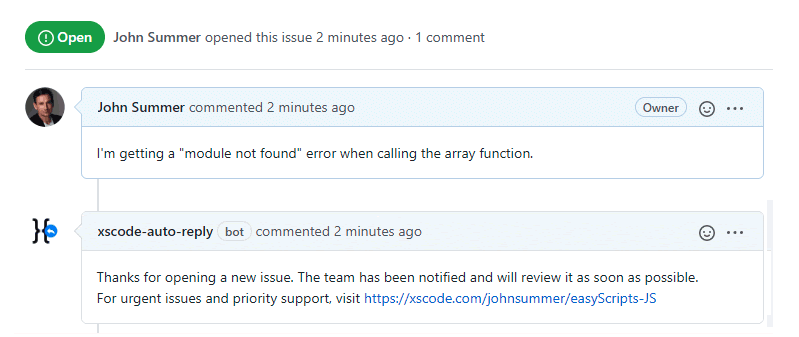 Open John Summer opened this issue 2 minutes ago · 1 comment
John Summer commented 2 minutes ago Owner
I'm getting a "module not found" error when calling the array function.
xscode-auto-reply bot commented 2 minutes ago
Thanks for opening a new issue. The team has been notified and will review it as soon as possible.
For urgent issues and priority support, visit https://xscode.com/johnsummer/easyScripts-JS